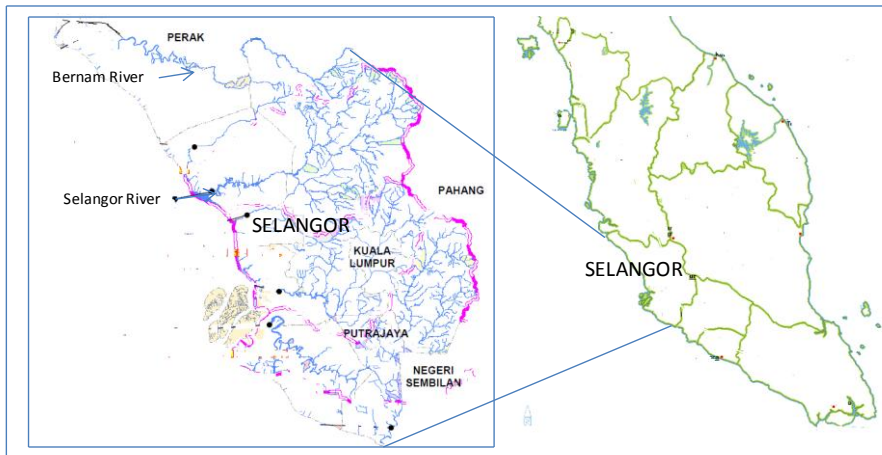 PERAK
Bernam River
PAHANG
Selangor River
SELANGOR
KUALA
LUMPUR
PUTRAJAYA
NEGERI
SEMBILAN
SELANGOR